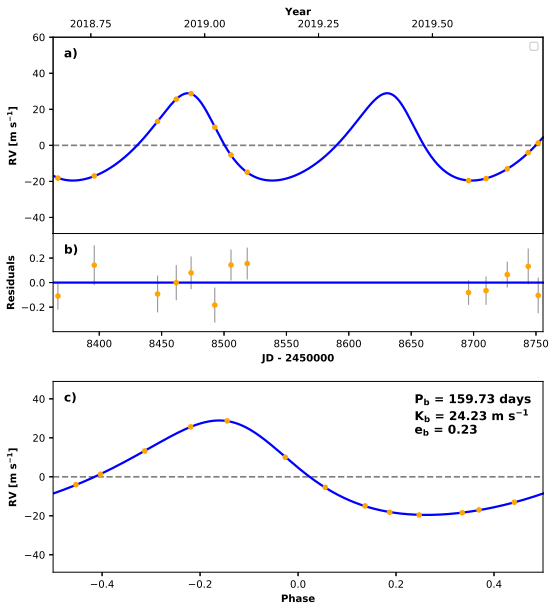 Year
2018.75 2019.00 2019.25 2019.50
a)
60
40
20
0
−20
−40
RV [m s⁻¹]
b)
0.2
0.0
−0.2
Residuals
8400 8450 8500 8550 8600 8650 8700 8750
JD - 2450000
c)
P_b = 159.73 days
K_b = 24.23 m s⁻¹
e_b = 0.23
40
20
0
−20
−40
RV [m s⁻¹]
−0.4 −0.2 0.0 0.2 0.4
Phase